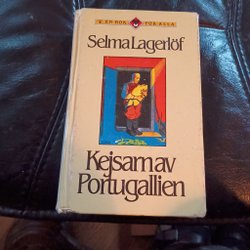 EN BOK FÖR ALLA
Selma Lagerlöf
Kejsarn av
Portugallien